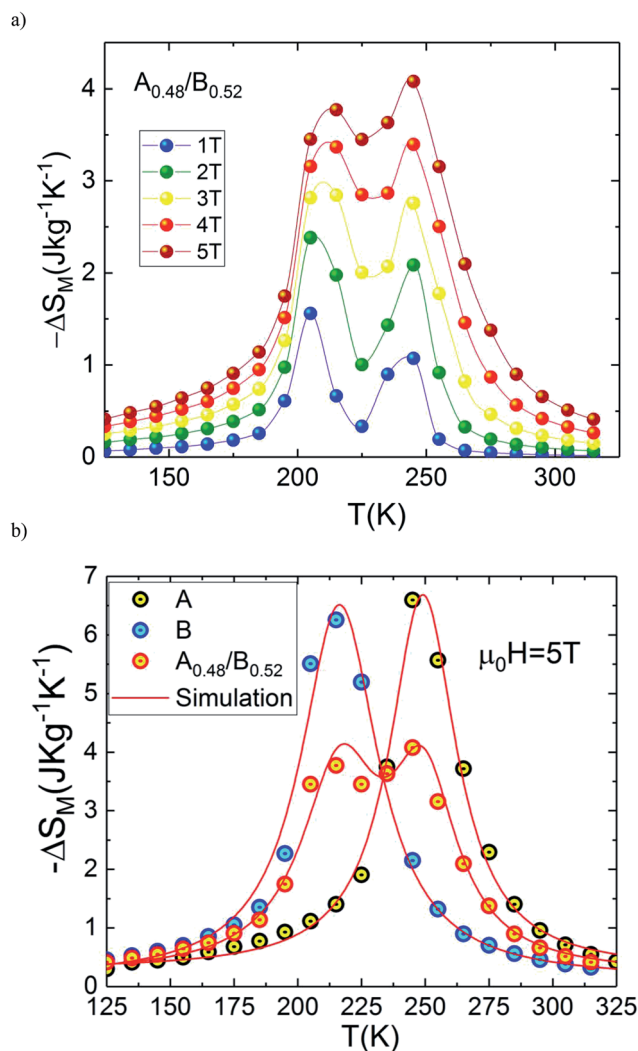 a)
A₀.₄₈/B₀.₅₂
1T
2T
3T
4T
5T
−ΔS_M(Jkg⁻¹K⁻¹)
4
3
2
1
0
150 200 250 300
T(K)
b)
A
B
A₀.₄₈/B₀.₅₂
Simulation
μ₀H=5T
-ΔS_M(JKg⁻¹K⁻¹)
7
6
5
4
3
2
1
0
125 150 175 200 225 250 275 300 325
T(K)